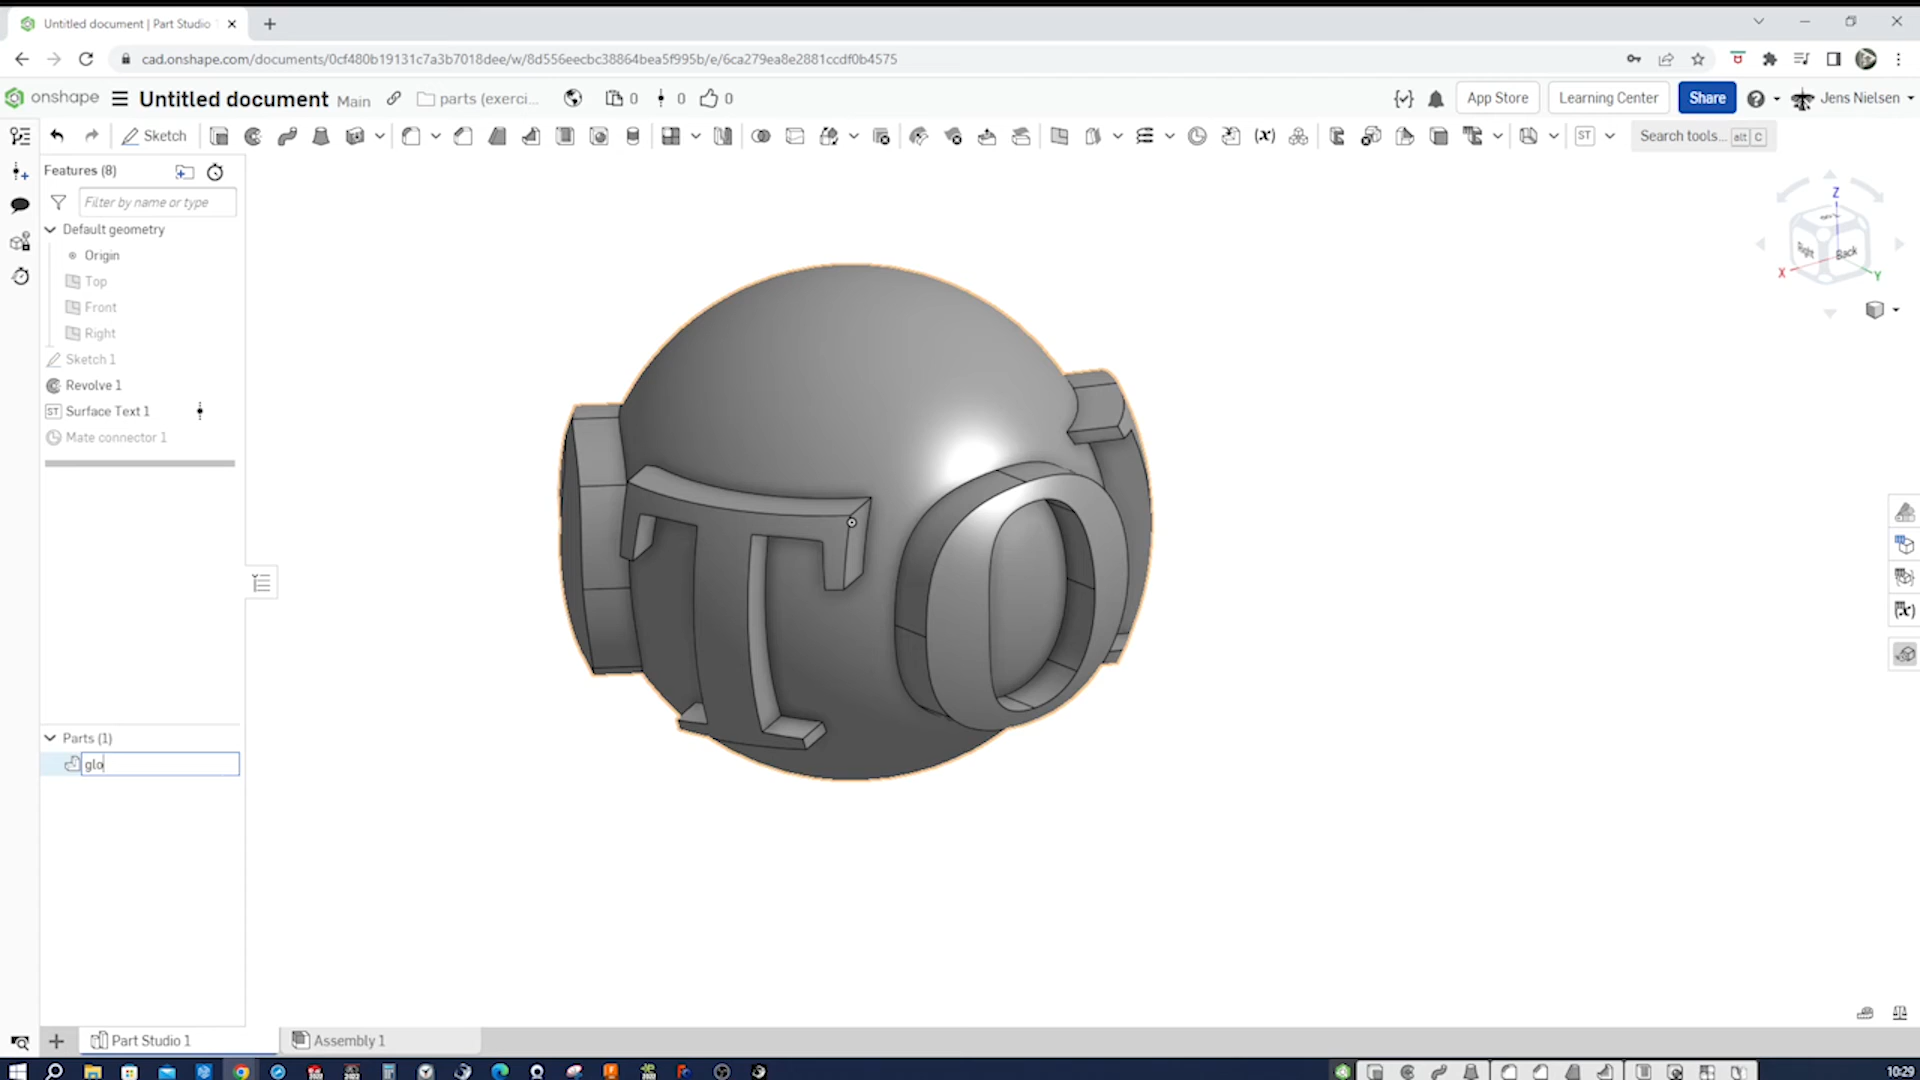 Untitled document | Part Studio
cad.onshape.com/documents/0cf480b19131c7a3b7018dee/w/8d556eecbc38864bea5f995b/e/6ca279ea8e2881ccdf0b4575
onshape Untitled document Main parts (exerci... 0 0 0 App Store Learning Center Share Jens Nielsen
Sketch (x) ST Search tools... alt C
Features (8)
Filter by name or type
Default geometry
Origin
Top
Front
Right
Sketch 1
Revolve 1
ST Surface Text 1
Mate connector 1
Z
Right Back
X Y
T O
(x)
Parts (1)
glo
Part Studio 1 Assembly 1
10:29